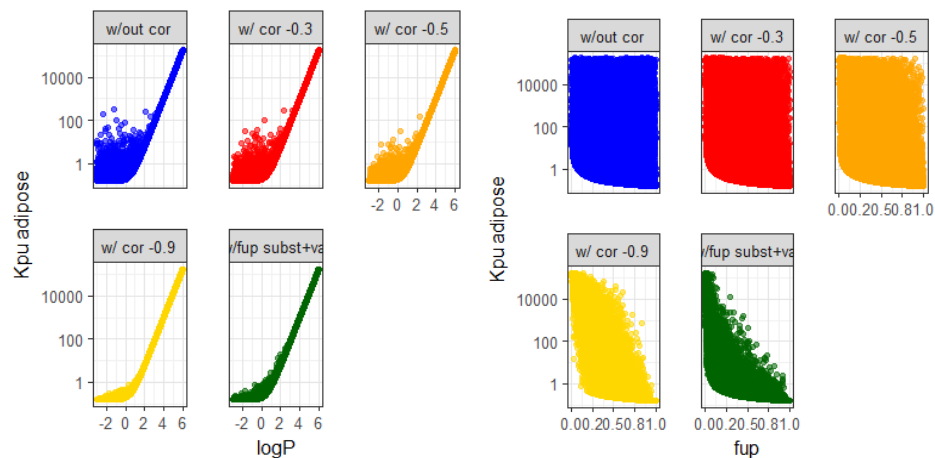 w/out cor
w/ cor -0.3
w/ cor -0.5
10000
100
1
-2 0 2 4 6
w/ cor -0.9
w/fup subst+va
10000
100
1
-2 0 2 4 6
-2 0 2 4 6
Kpu adipose
logP
w/out cor
w/ cor -0.3
w/ cor -0.5
10000
100
1
0.00.20.50.81.0
w/ cor -0.9
w/fup subst+va
10000
100
1
0.00.20.50.81.0
0.00.20.50.81.0
Kpu adipose
fup